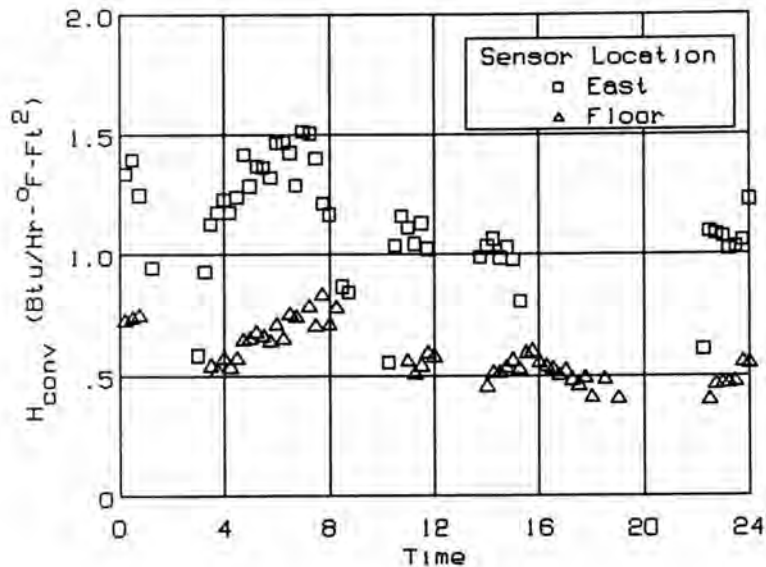 2.0
1.5
1.0
.5
0
H conv (Btu/Hr-°F-Ft²)
Sensor Location
□ East
△ Floor
0 4 8 12 16 20 24
Time